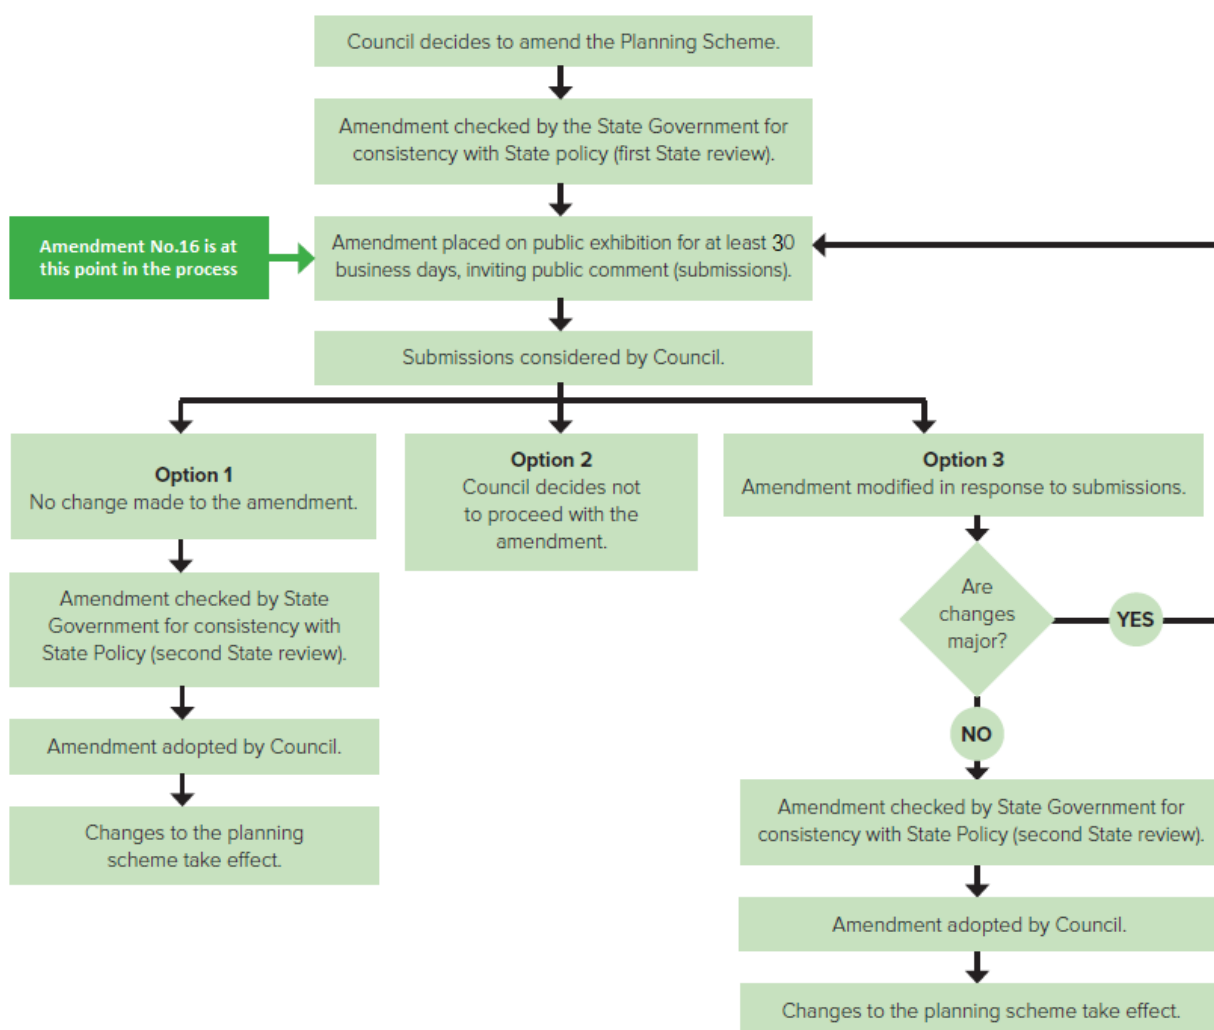 Council decides to amend the Planning Scheme.
Amendment checked by the State Government for
consistency with State policy (first State review).
Amendment No.16 is at
this point in the process
Amendment placed on public exhibition for at least 30
business days, inviting public comment (submissions).
Submissions considered by Council.
Option 1
No change made to the amendment.
Option 2
Council decides not
to proceed with the
amendment.
Option 3
Amendment modified in response to submissions.
Amendment checked by State
Government for consistency with
State Policy (second State review).
Amendment adopted by Council.
Changes to the planning
scheme take effect.
Are
changes
major?
YES
NO
Amendment checked by State Government for
consistency with State Policy (second State review).
Amendment adopted by Council.
Changes to the planning scheme take effect.